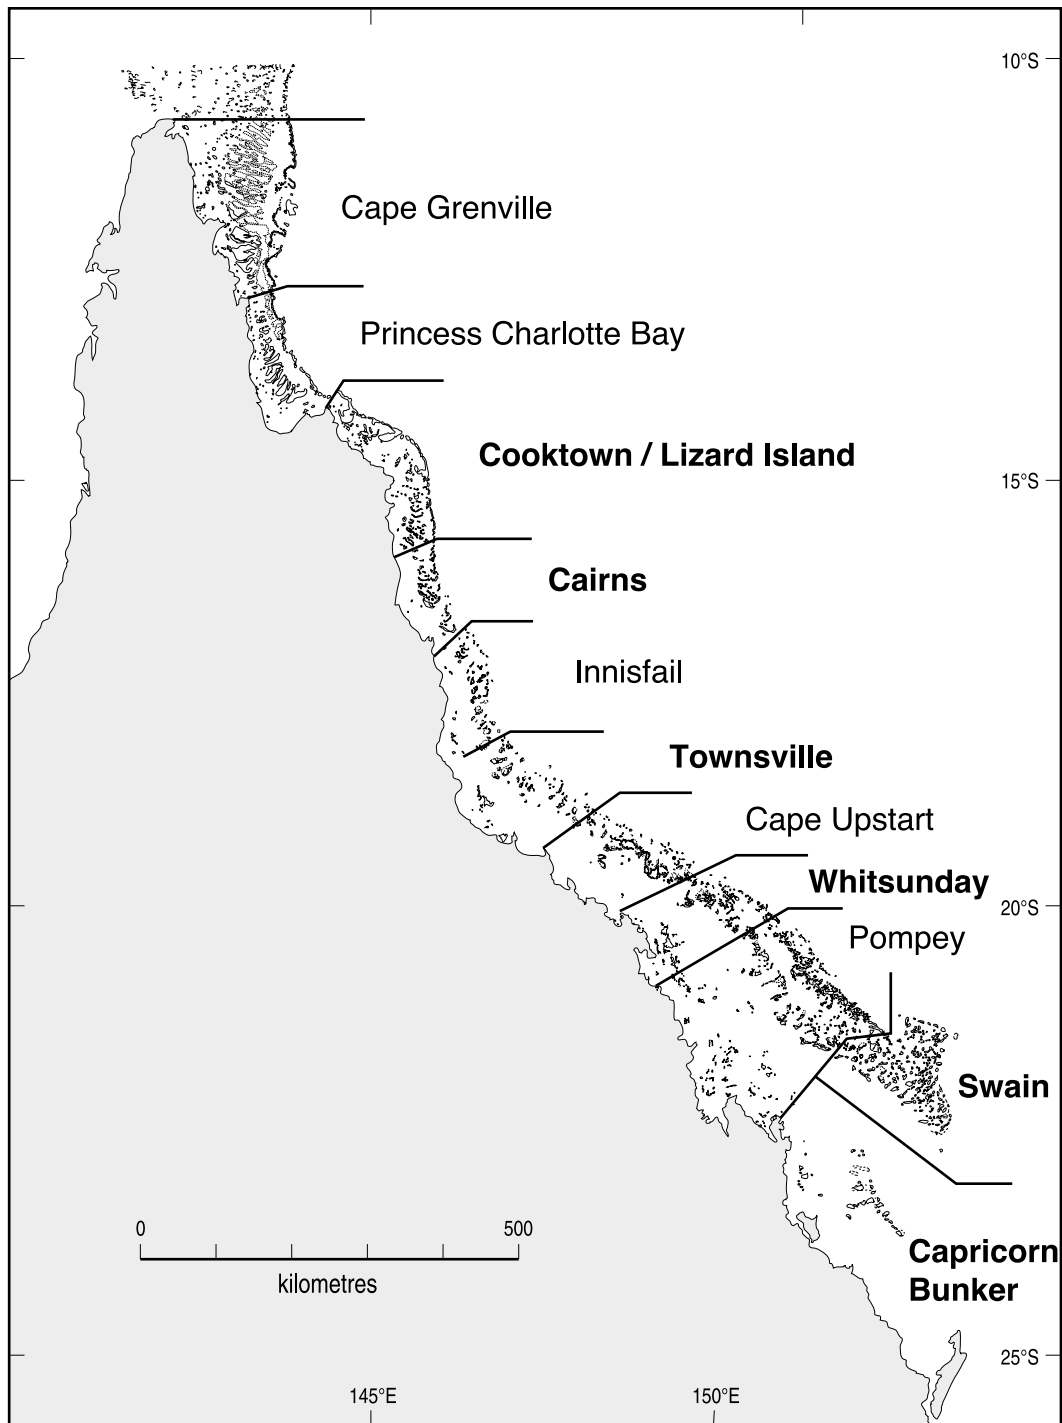 10°S
Cape Grenville
Princess Charlotte Bay
Cooktown / Lizard Island
15°S
Cairns
Innisfail
Townsville
Cape Upstart
Whitsunday
20°S
Pompey
Swain
0 500
kilometres
Capricorn
Bunker
25°S
145°E 150°E